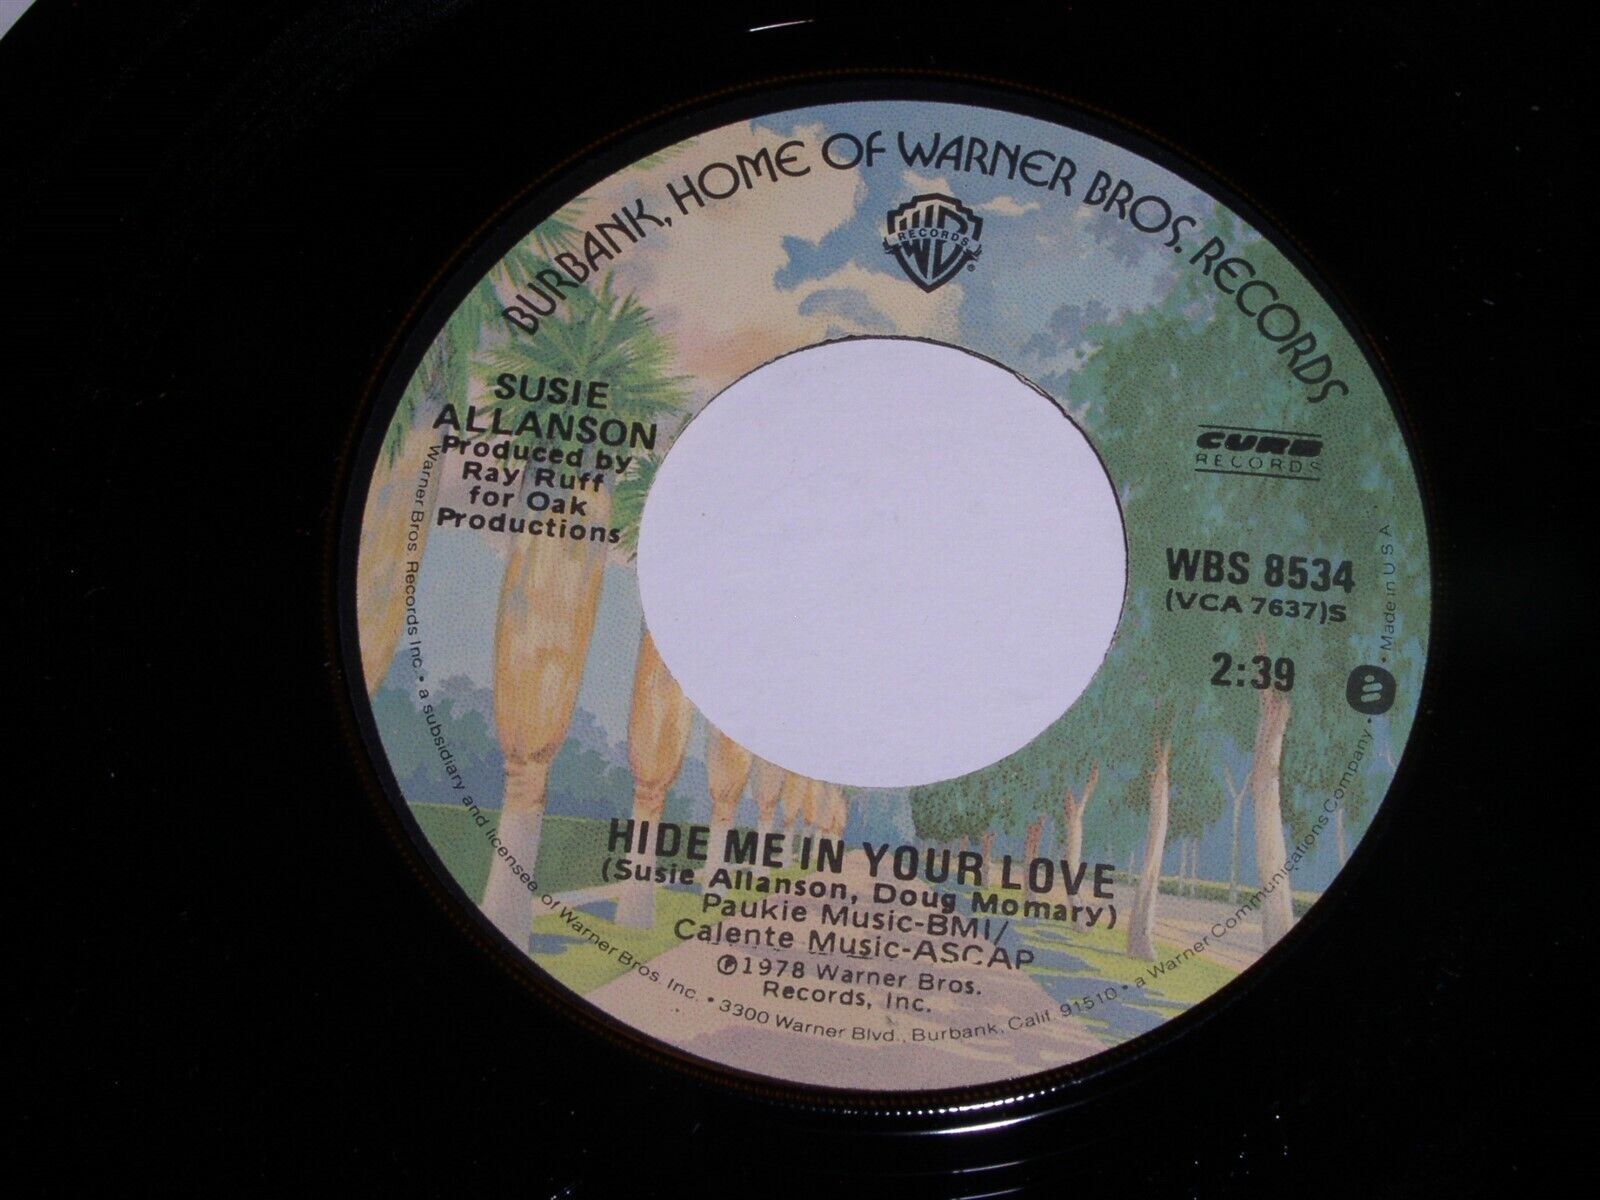 BURBANK, HOME OF WARNER BROS. RECORDS
RECORDS
®
SUSIE
ALLANSON
Produced by
Ray Ruff
for Oak
Productions
CURB
RECORDS
WBS 8534
(VCA 7637)S
2:39
HIDE ME IN YOUR LOVE
(Susie Allanson, Doug Momary)
Paukie Music-BMI/
Calente Music-ASCAP
℗1978 Warner Bros.
Records, Inc.
Warner Bros. Records Inc. • a subsidiary and licensee of Warner Bros. Inc. • 3300 Warner Blvd., Burbank, Calif. 91510 • a Warner Communications Company • Made in U.S.A.